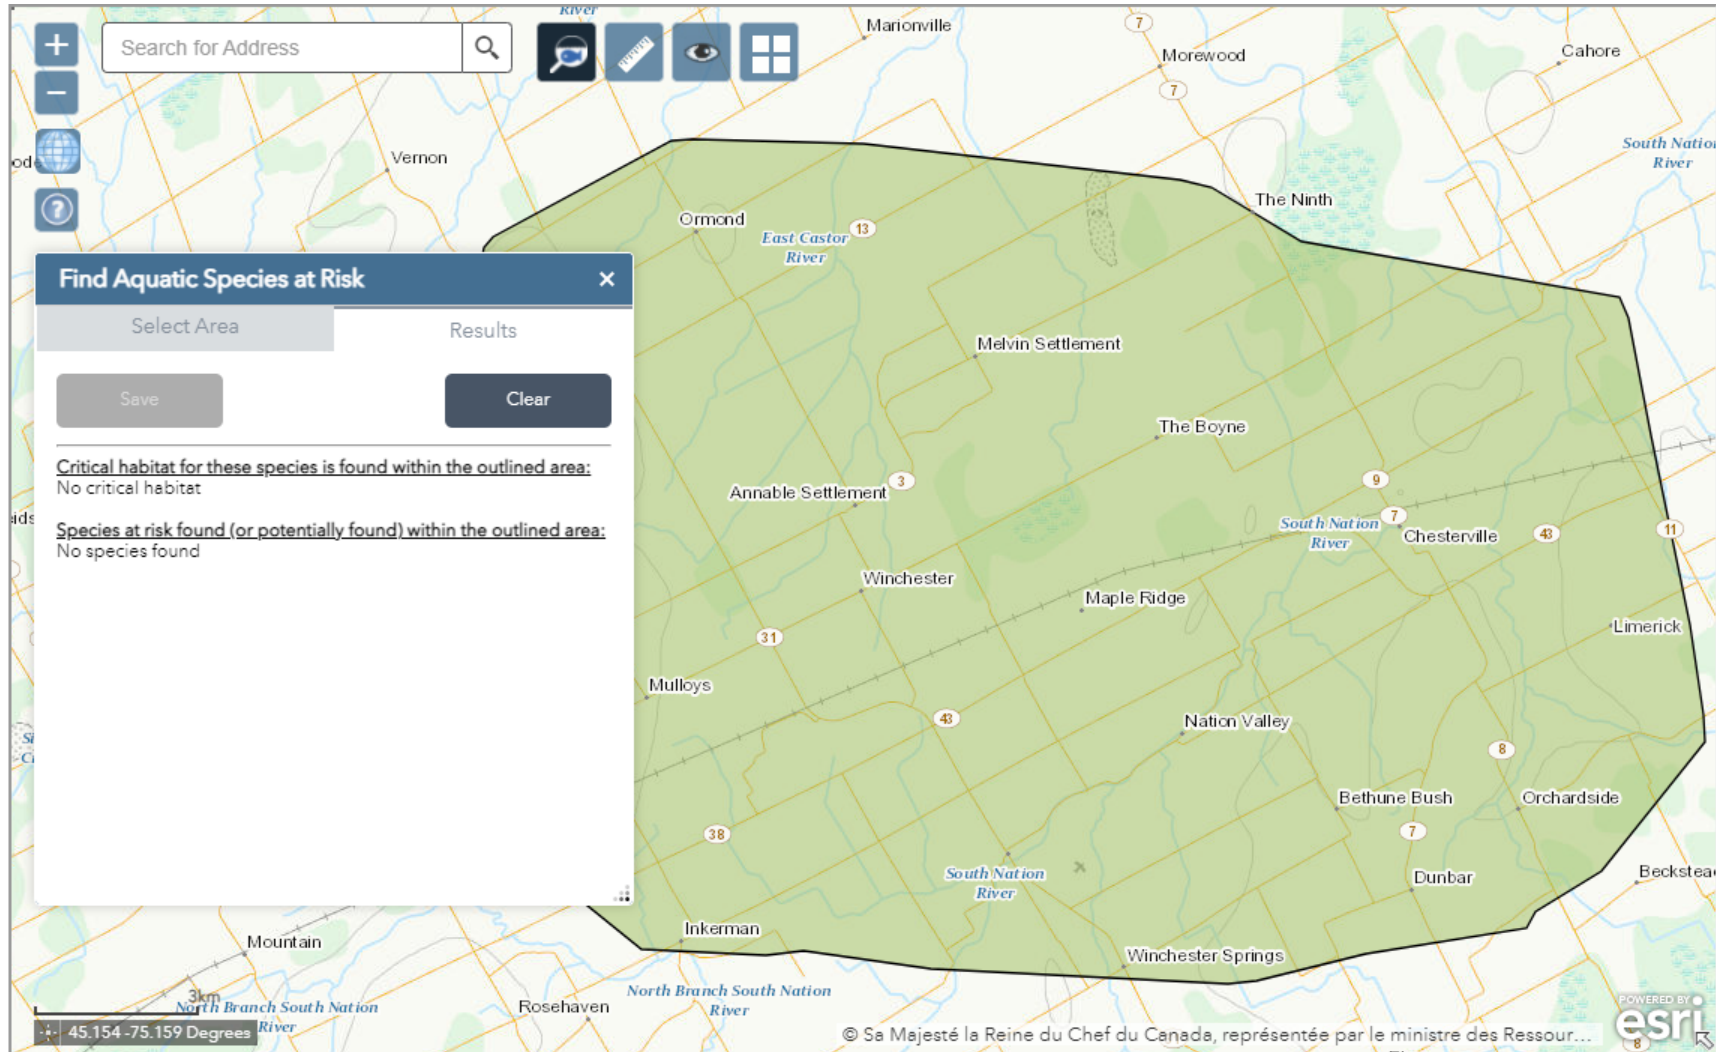 River
Marionville
7
Search for Address
Morewood
Cahore
7
South Nation
River
Vernon
The Ninth
Ormond
East Castor
River
13
Find Aquatic Species at Risk
Select Area
Results
Melvin Settlement
Save
Clear
The Boyne
Critical habitat for these species is found within the outlined area:
No critical habitat
3
9
Annable Settlement
7
South Nation
River
Chesterville
43
11
Species at risk found (or potentially found) within the outlined area:
No species found
Winchester
Maple Ridge
31
Limerick
Mulloys
43
Nation Valley
8
Bethune Bush
Orchardside
38
7
South Nation
River
Dunbar
Beckstea
Inkerman
Mountain
Winchester Springs
3km
North Branch South Nation
River
Rosehaven
North Branch South Nation
River
45.154 -75.159 Degrees
© Sa Majesté la Reine du Chef du Canada, représentée par le ministre des Ressour...
POWERED BY
esri
8